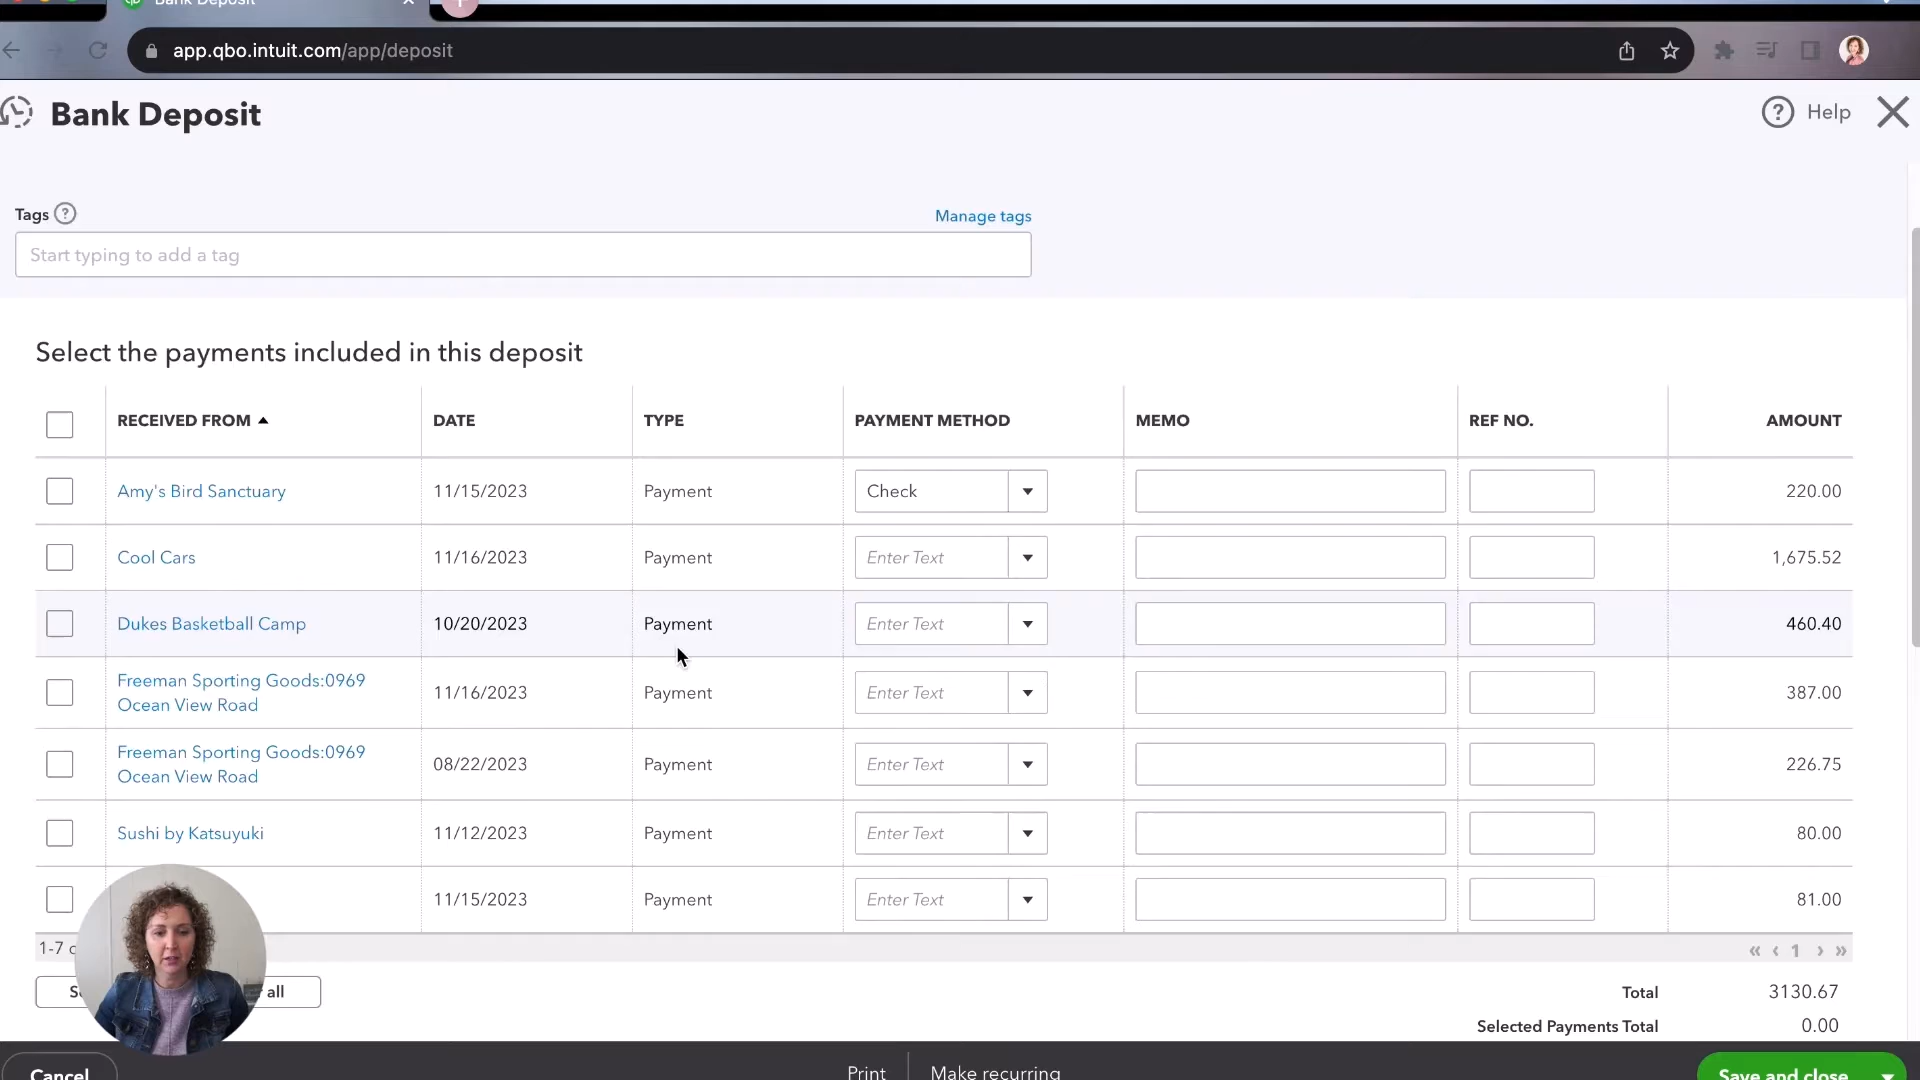 Bank Deposit
app.qbo.intuit.com/app/deposit
Bank Deposit
Help
Tags
Manage tags
Start typing to add a tag
Select the payments included in this deposit
RECEIVED FROM DATE TYPE PAYMENT METHOD MEMO REF NO. AMOUNT
Amy's Bird Sanctuary 11/15/2023 Payment Check 220.00
Cool Cars 11/16/2023 Payment Enter Text 1,675.52
Dukes Basketball Camp 10/20/2023 Payment Enter Text 460.40
Freeman Sporting Goods:0969
Ocean View Road 11/16/2023 Payment Enter Text 387.00
Freeman Sporting Goods:0969
Ocean View Road 08/22/2023 Payment Enter Text 226.75
Sushi by Katsuyuki 11/12/2023 Payment Enter Text 80.00
11/15/2023 Payment Enter Text 81.00
1-7
« ‹ 1 › »
all
Total 3130.67
Selected Payments Total 0.00
Cancel Print Make recurring Save and close